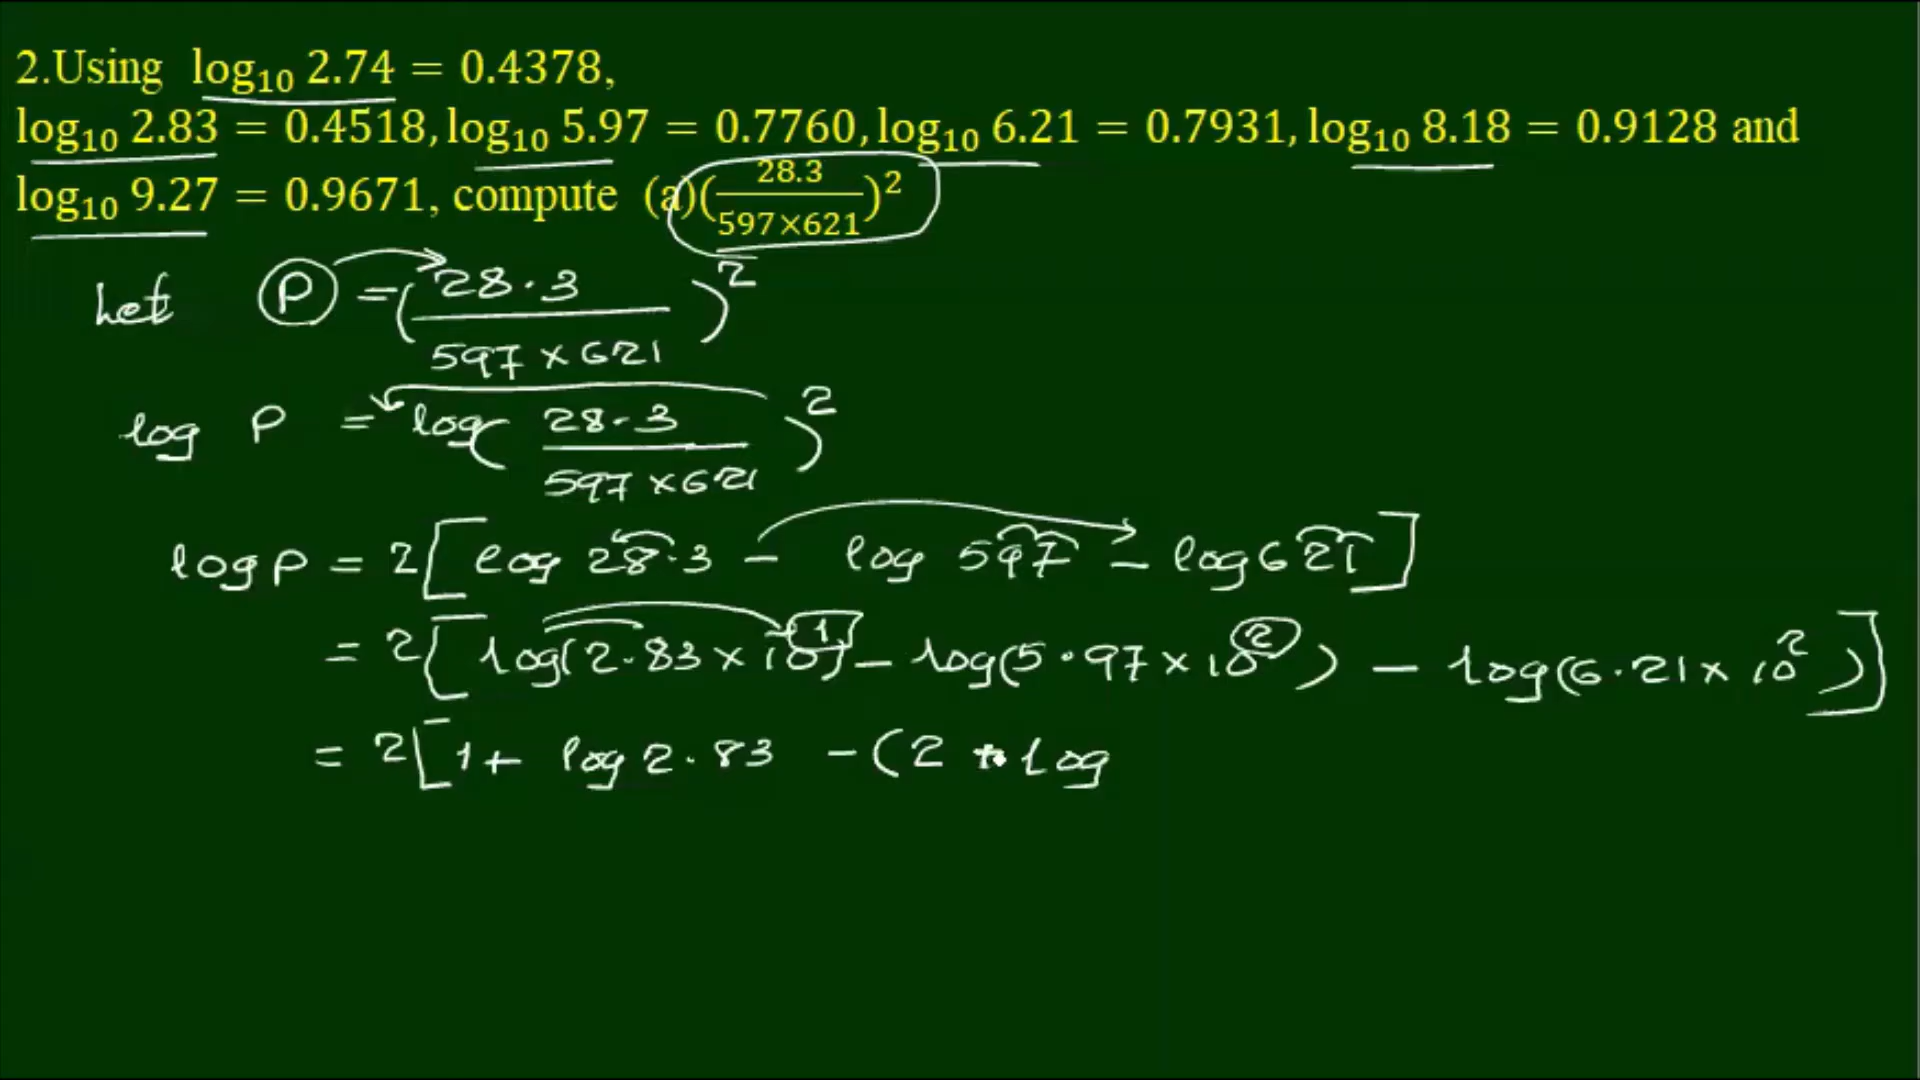 2.Using log₁₀ 2.74 = 0.4378,
log₁₀ 2.83 = 0.4518, log₁₀ 5.97 = 0.7760, log₁₀ 6.21 = 0.7931, log₁₀ 8.18 = 0.9128 and
log₁₀ 9.27 = 0.9671, compute (a)(28.3/597×621)²
Let P = (28.3/597×621)²
log P = log(28.3/597×621)²
log P = 2[log 28.3 - log 597 - log 621]
= 2[log(2.83×10¹) - log(5.97×10²) - log(6.21×10²)]
= 2[1+ log 2.83 - (2 + log